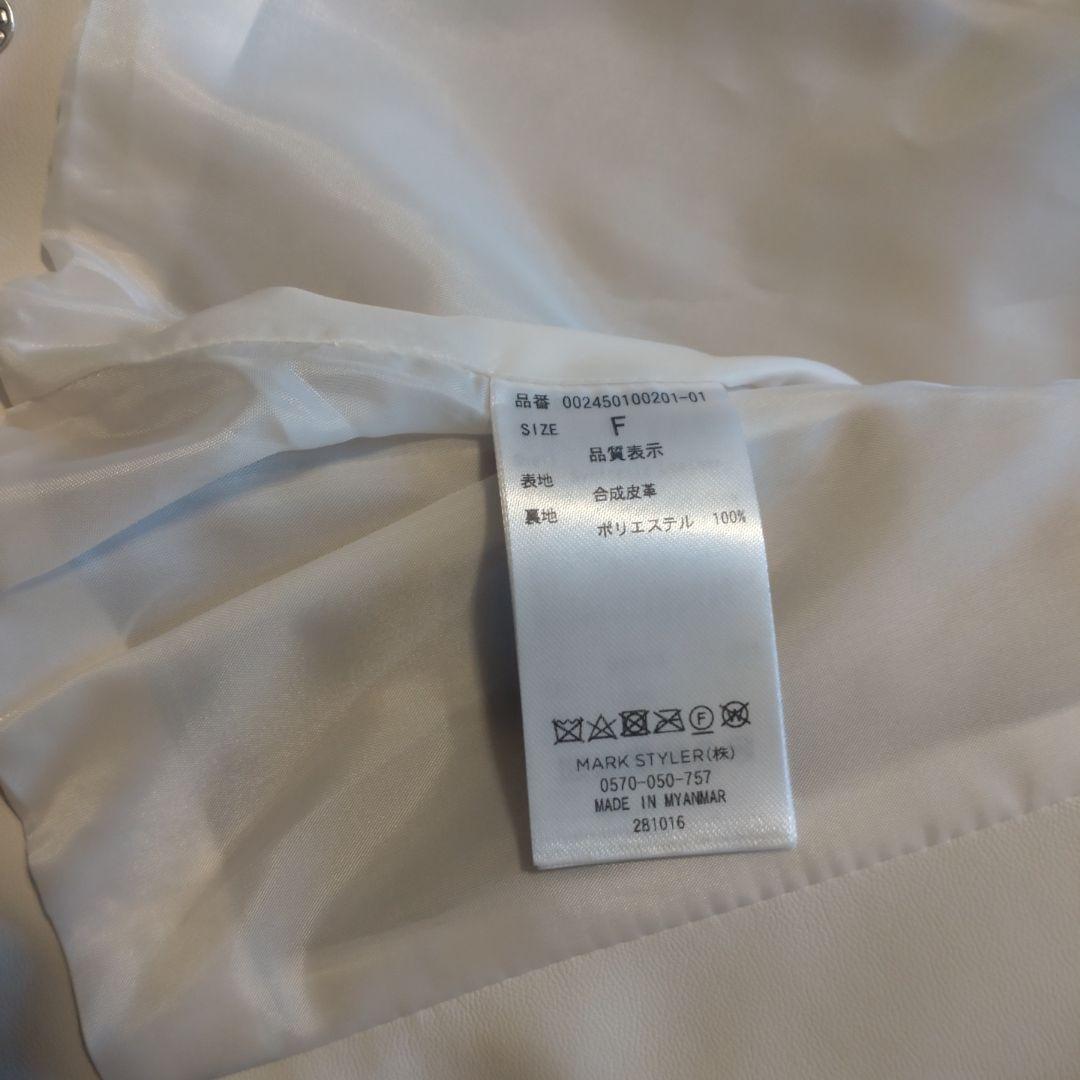 品番 002450100201-01
SIZE F
品質表示
表地 合成皮革
裏地 ポリエステル 100%
F W
MARK STYLER(株)
0570-050-757
MADE IN MYANMAR
281016